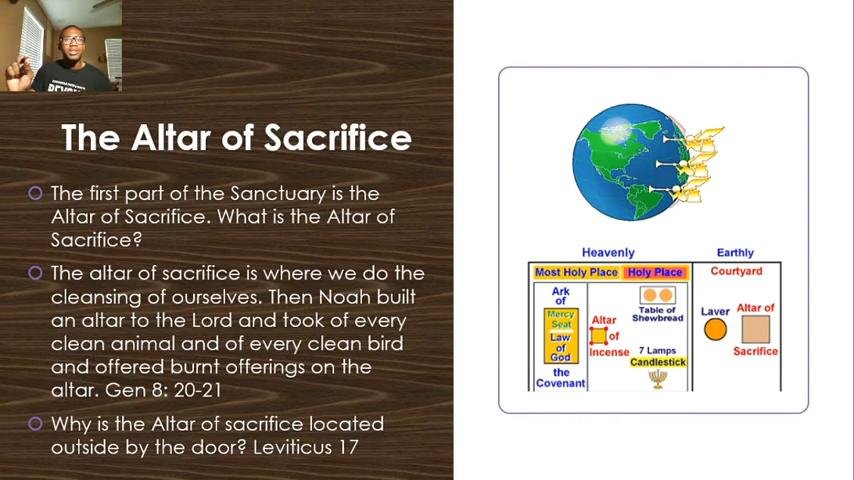 The Altar of Sacrifice
The first part of the Sanctuary is the
Altar of Sacrifice. What is the Altar of
Sacrifice?
The altar of sacrifice is where we do the
cleansing of ourselves. Then Noah built
an altar to the Lord and took of every
clean animal and of every clean bird
and offered burnt offerings on the
altar. Gen 8: 20-21
Why is the Altar of sacrifice located
outside by the door? Leviticus 17
Heavenly
Earthly
Most Holy Place
Holy Place
Courtyard
Ark
of
Mercy
Seat
Law
of
God
the
Covenant
Altar
of
Incense
Table of
Shewbread
7 Lamps
Candlestick
Laver
Altar of
Sacrifice